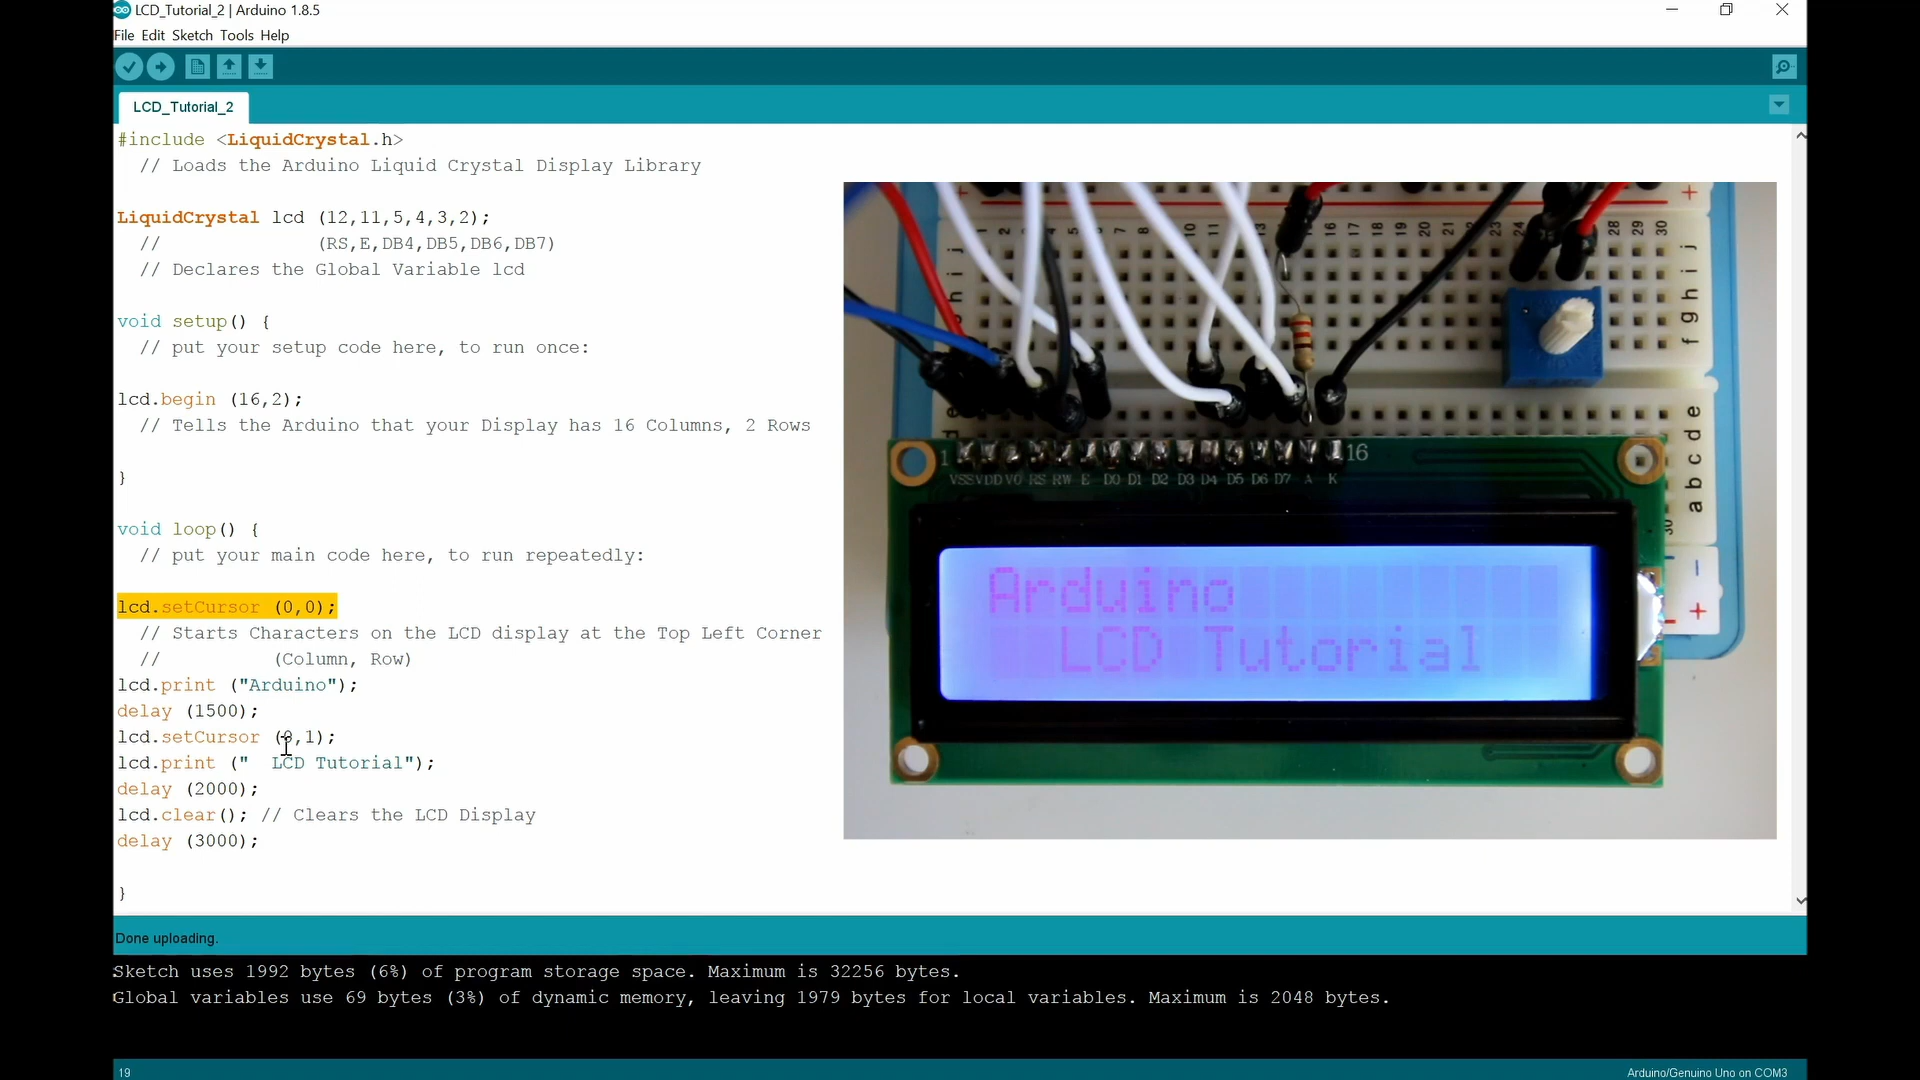 LCD_Tutorial_2 | Arduino 1.8.5
File Edit Sketch Tools Help
LCD_Tutorial_2
#include <LiquidCrystal.h>
// Loads the Arduino Liquid Crystal Display Library
LiquidCrystal lcd (12,11,5,4,3,2);
// (RS,E,DB4,DB5,DB6,DB7)
// Declares the Global Variable lcd
void setup() {
// put your setup code here, to run once:
lcd.begin (16,2);
// Tells the Arduino that your Display has 16 Columns, 2 Rows
}
void loop() {
// put your main code here, to run repeatedly:
lcd.setCursor (0,0);
// Starts Characters on the LCD display at the Top Left Corner
// (Column, Row)
lcd.print ("Arduino");
delay (1500);
lcd.setCursor (0,1);
lcd.print ("  LCD Tutorial");
delay (2000);
lcd.clear(); // Clears the LCD Display
delay (3000);
}
28 29 30
j
i
h
g
f
e
d
c
b
a
1 16
VSS VDD VO RS RW E D0 D1 D2 D3 D4 D5 D6 D7 A K
Arduino
LCD Tutorial
Done uploading.
Sketch uses 1992 bytes (6%) of program storage space. Maximum is 32256 bytes.
Global variables use 69 bytes (3%) of dynamic memory, leaving 1979 bytes for local variables. Maximum is 2048 bytes.
19
Arduino/Genuino Uno on COM3